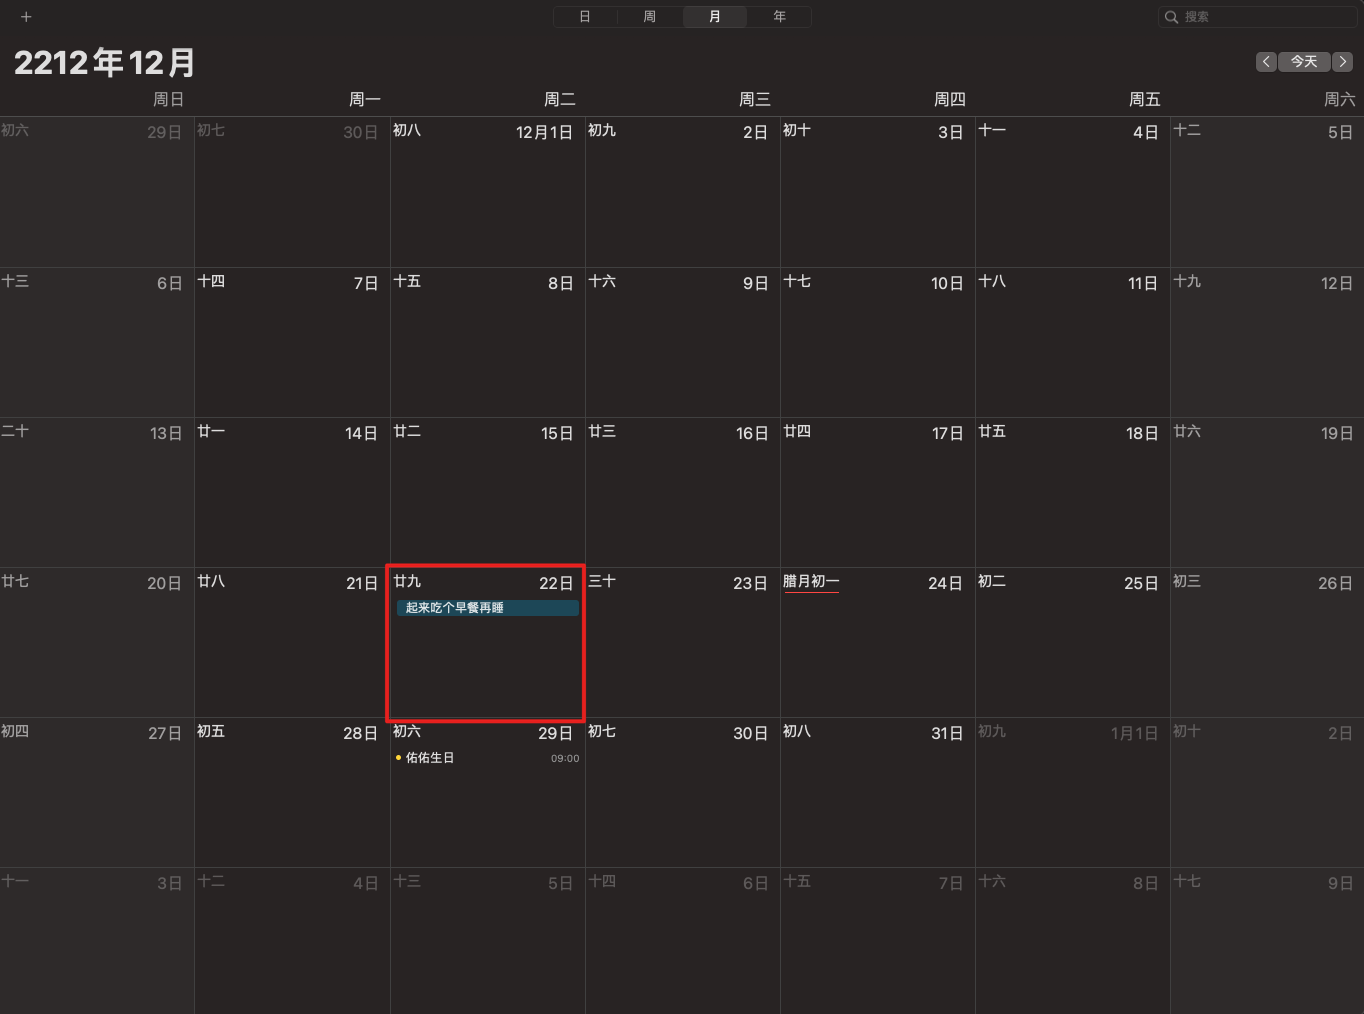 +
日 周 月 年
搜索
2212年12月
今天
周日 周一 周二 周三 周四 周五 周六
初六 29日 初七 30日 初八 12月1日 初九 2日 初十 3日 十一 4日 十二 5日
十三 6日 十四 7日 十五 8日 十六 9日 十七 10日 十八 11日 十九 12日
二十 13日 廿一 14日 廿二 15日 廿三 16日 廿四 17日 廿五 18日 廿六 19日
廿七 20日 廿八 21日 廿九 22日 三十 23日 腊月初一 24日 初二 25日 初三 26日
起来吃个早餐再睡
初四 27日 初五 28日 初六 29日 初七 30日 初八 31日 初九 1月1日 初十 2日
佑佑生日 09:00
十一 3日 十二 4日 十三 5日 十四 6日 十五 7日 十六 8日 十七 9日